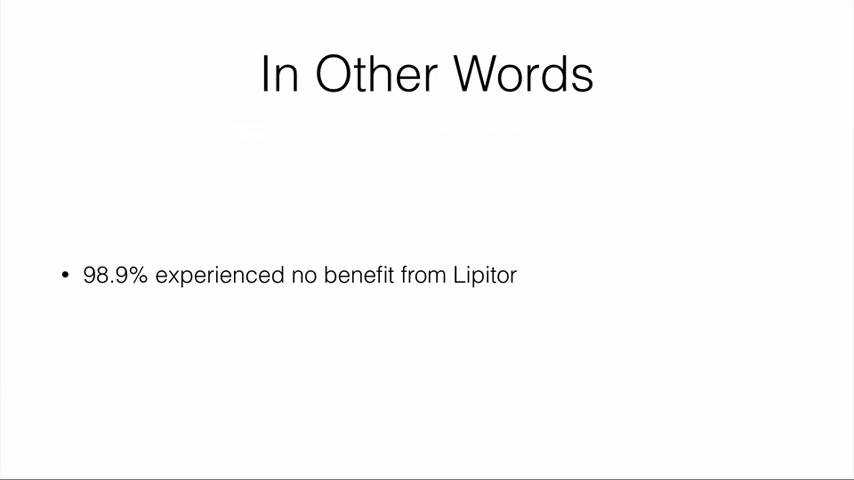 In Other Words
• 98.9% experienced no benefit from Lipitor